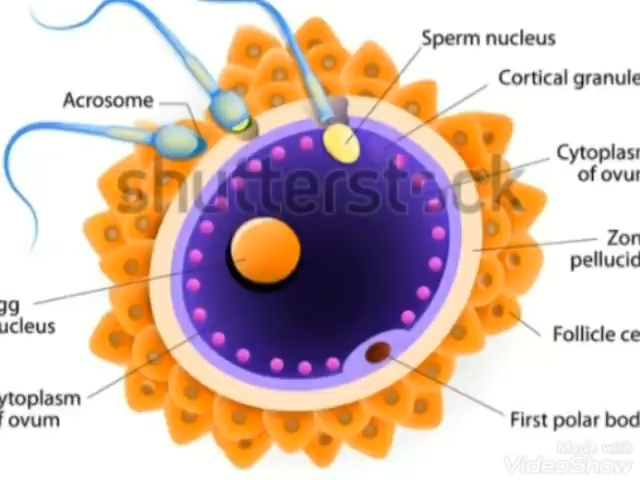 Sperm nucleus
Cortical granule
Acrosome
Cytoplasm
of ovum
shutterstock
Zon
pellucid
gg
ucleus
Follicle ce
ytoplasm
f ovum
First polar bod
Made with
VideoShow